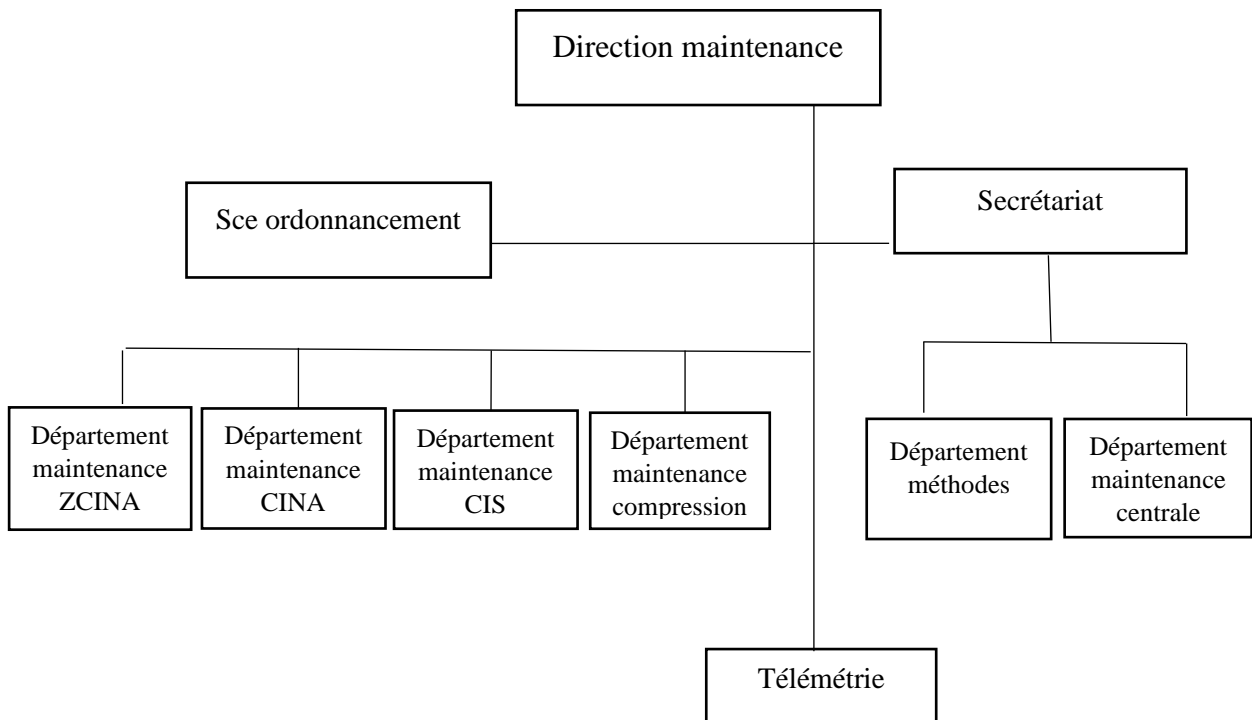 Direction maintenance
Sce ordonnancement
Secrétariat
Département
maintenance
ZCINA
Département
maintenance
CINA
Département
maintenance
CIS
Département
maintenance
compression
Département
méthodes
Département
maintenance
centrale
Télémétrie